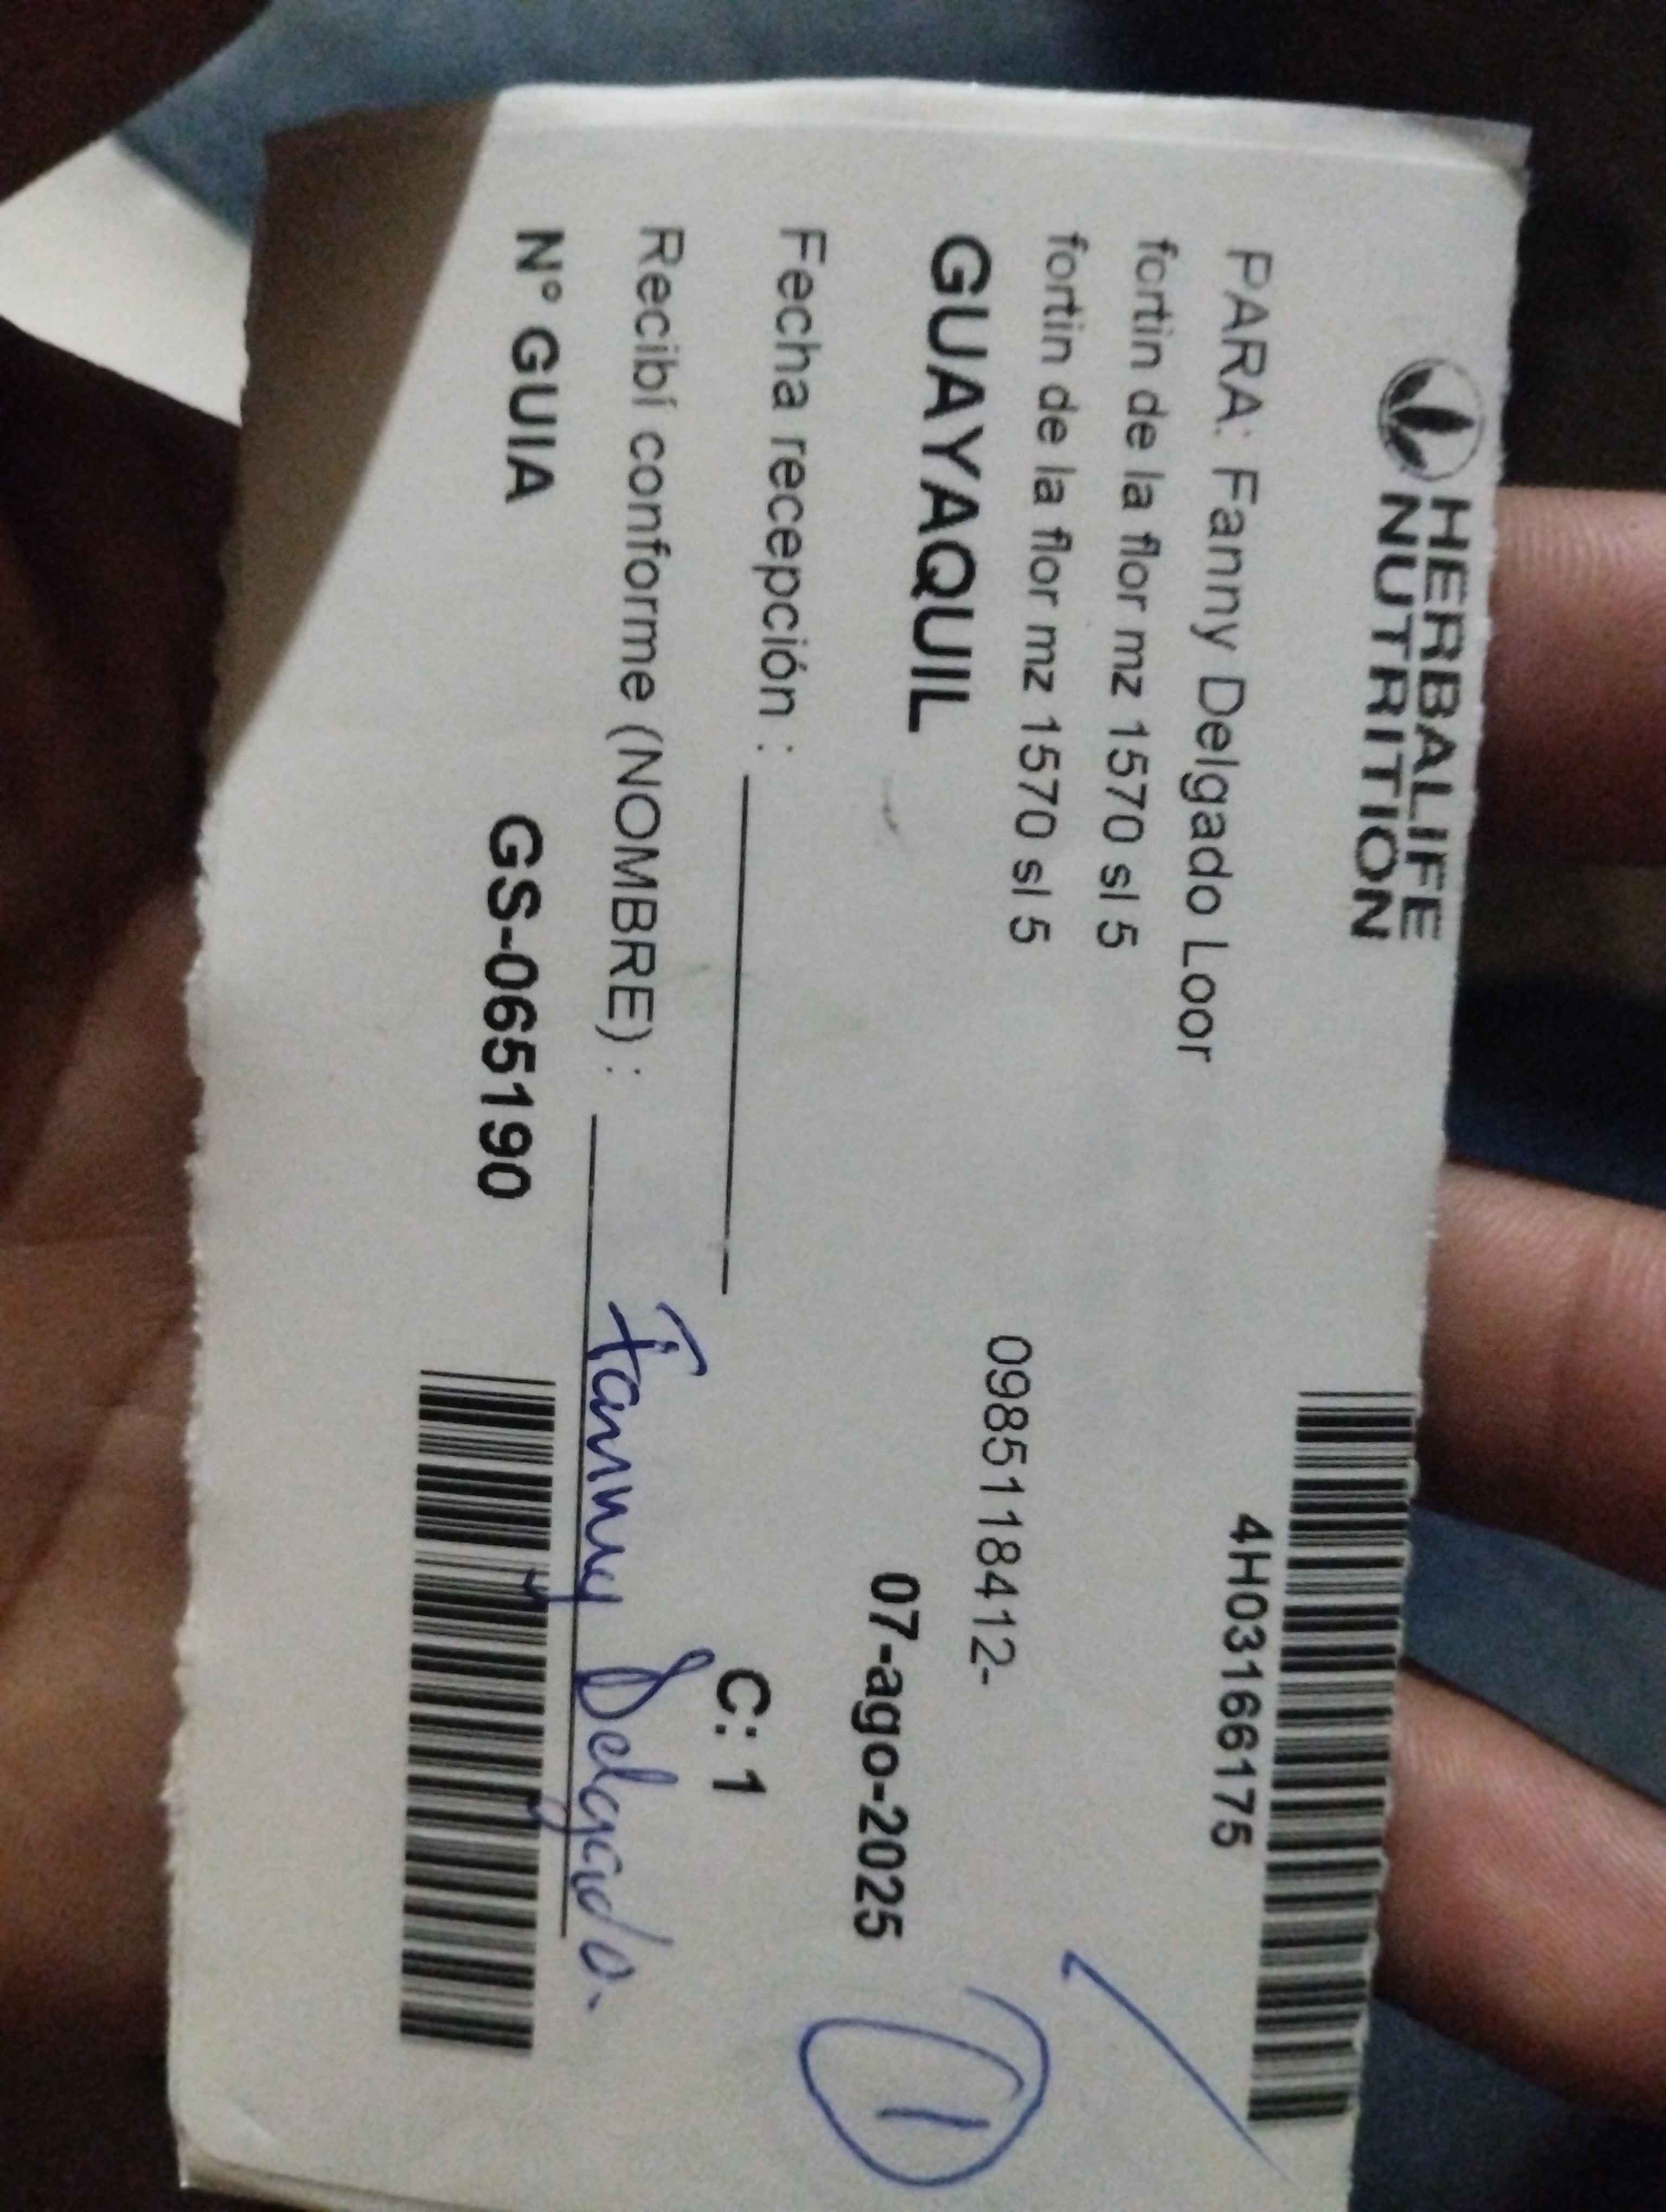 HERBALIFE
NUTRITION
4H03166175
PARA: Fanny Delgado Loor
fortin de la flor mz 1570 sl 5
fortin de la flor mz 1570 sl 5
0985118412-
GUAYAQUIL
07-ago-2025
1
Fecha recepción :
C: 1
Recibí conforme (NOMBRE) : Fanny Delgado.
N° GUIA GS-065190